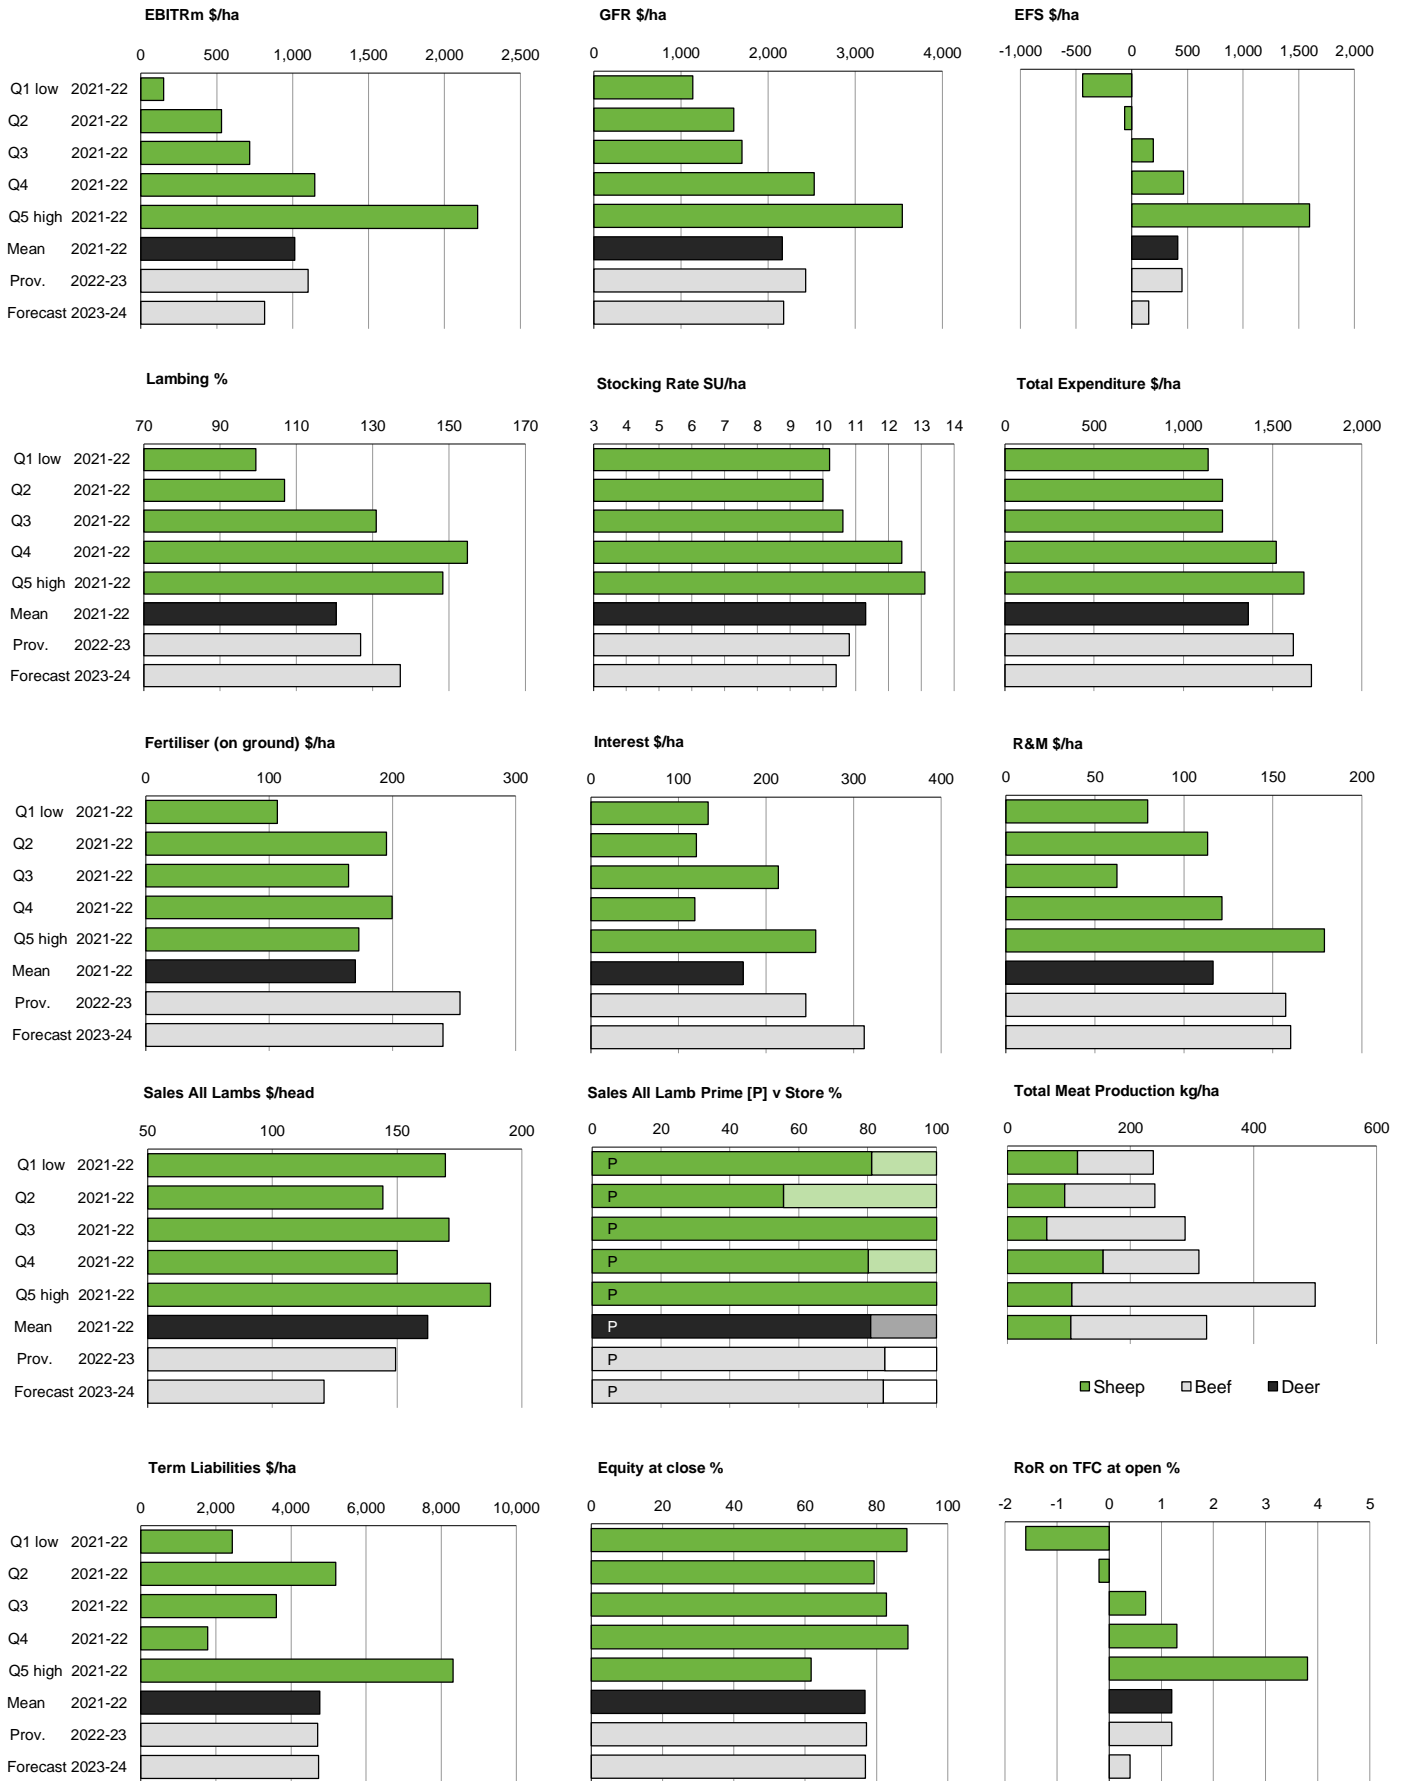 EBITRm $/ha GFR $/ha EFS $/ha
0 500 1,000 1,500 2,000 2,500 0 1,000 2,000 3,000 4,000 -1,000 -500 0 500 1,000 1,500 2,000
Q1 low 2021-22
Q2 2021-22
Q3 2021-22
Q4 2021-22
Q5 high 2021-22
Mean 2021-22
Prov. 2022-23
Forecast 2023-24
Lambing % Stocking Rate SU/ha Total Expenditure $/ha
70 90 110 130 150 170 3 4 5 6 7 8 9 10 11 12 13 14 0 500 1,000 1,500 2,000
Q1 low 2021-22
Q2 2021-22
Q3 2021-22
Q4 2021-22
Q5 high 2021-22
Mean 2021-22
Prov. 2022-23
Forecast 2023-24
Fertiliser (on ground) $/ha Interest $/ha R&M $/ha
0 100 200 300 0 100 200 300 400 0 50 100 150 200
Q1 low 2021-22
Q2 2021-22
Q3 2021-22
Q4 2021-22
Q5 high 2021-22
Mean 2021-22
Prov. 2022-23
Forecast 2023-24
Sales All Lambs $/head Sales All Lamb Prime [P] v Store % Total Meat Production kg/ha
50 100 150 200 0 20 40 60 80 100 0 200 400 600
Q1 low 2021-22 P
Q2 2021-22 P
Q3 2021-22 P
Q4 2021-22 P
Q5 high 2021-22 P
Mean 2021-22 P
Prov. 2022-23 P
Forecast 2023-24 P
Sheep Beef Deer
Term Liabilities $/ha Equity at close % RoR on TFC at open %
0 2,000 4,000 6,000 8,000 10,000 0 20 40 60 80 100 -2 -1 0 1 2 3 4 5
Q1 low 2021-22
Q2 2021-22
Q3 2021-22
Q4 2021-22
Q5 high 2021-22
Mean 2021-22
Prov. 2022-23
Forecast 2023-24